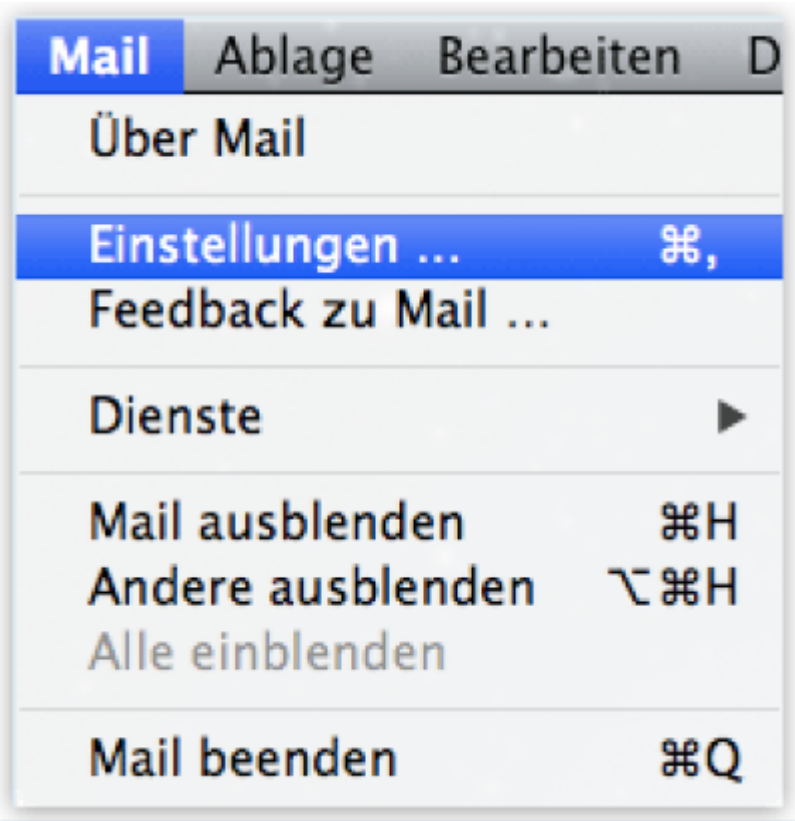 Mail Ablage Bearbeiten D
Über Mail
Einstellungen ... ⌘,
Feedback zu Mail ...
Dienste ▶
Mail ausblenden ⌘H
Andere ausblenden ⌥⌘H
Alle einblenden
Mail beenden ⌘Q